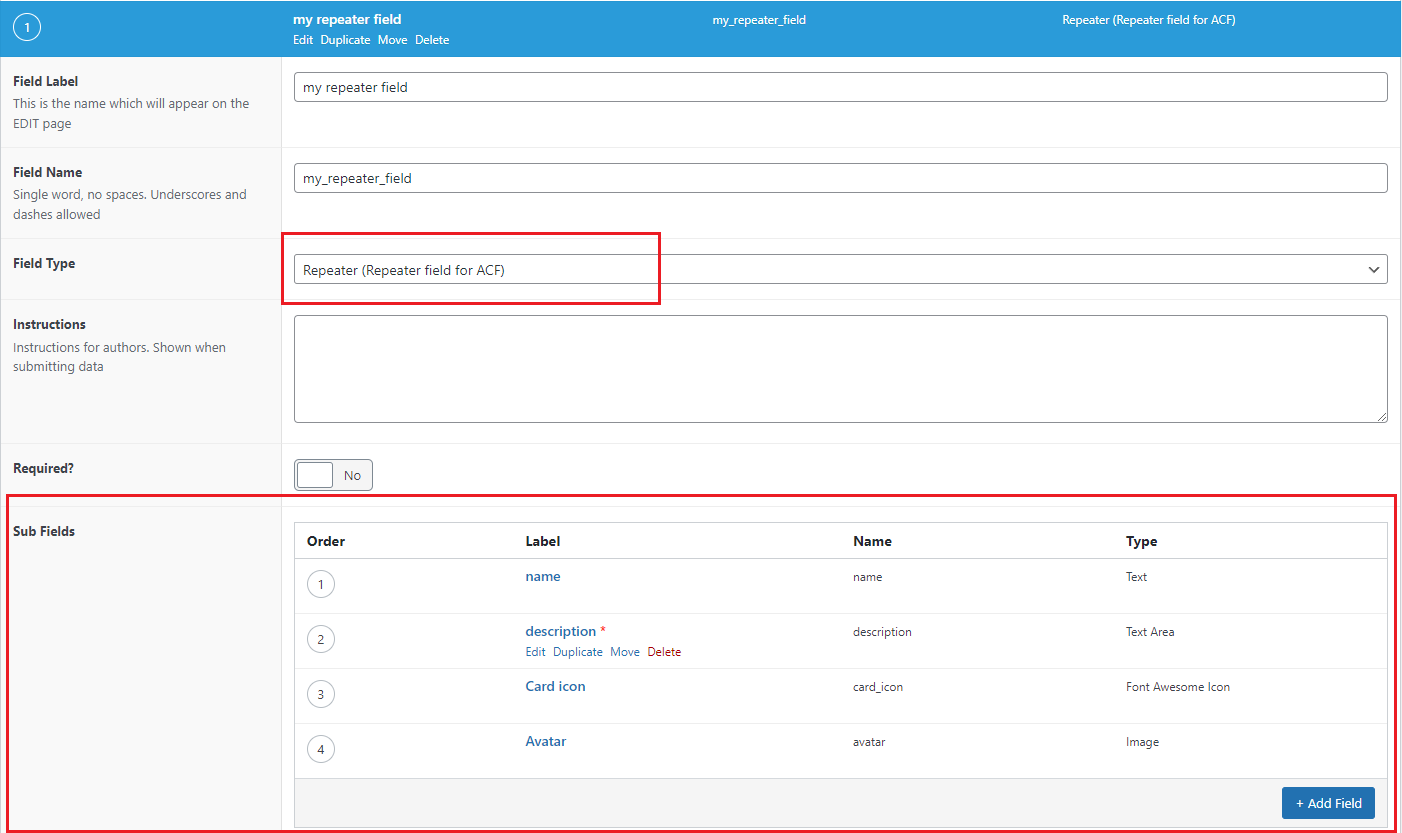 1
my repeater field my_repeater_field Repeater (Repeater field for ACF)
Edit Duplicate Move Delete
Field Label
This is the name which will appear on the
EDIT page
my repeater field
Field Name
Single word, no spaces. Underscores and
dashes allowed
my_repeater_field
Field Type
Repeater (Repeater field for ACF)
Instructions
Instructions for authors. Shown when
submitting data
Required?
No
Sub Fields
Order Label Name Type
1 name name Text
2 description * description Text Area
Edit Duplicate Move Delete
3 Card icon card_icon Font Awesome Icon
4 Avatar avatar Image
+ Add Field